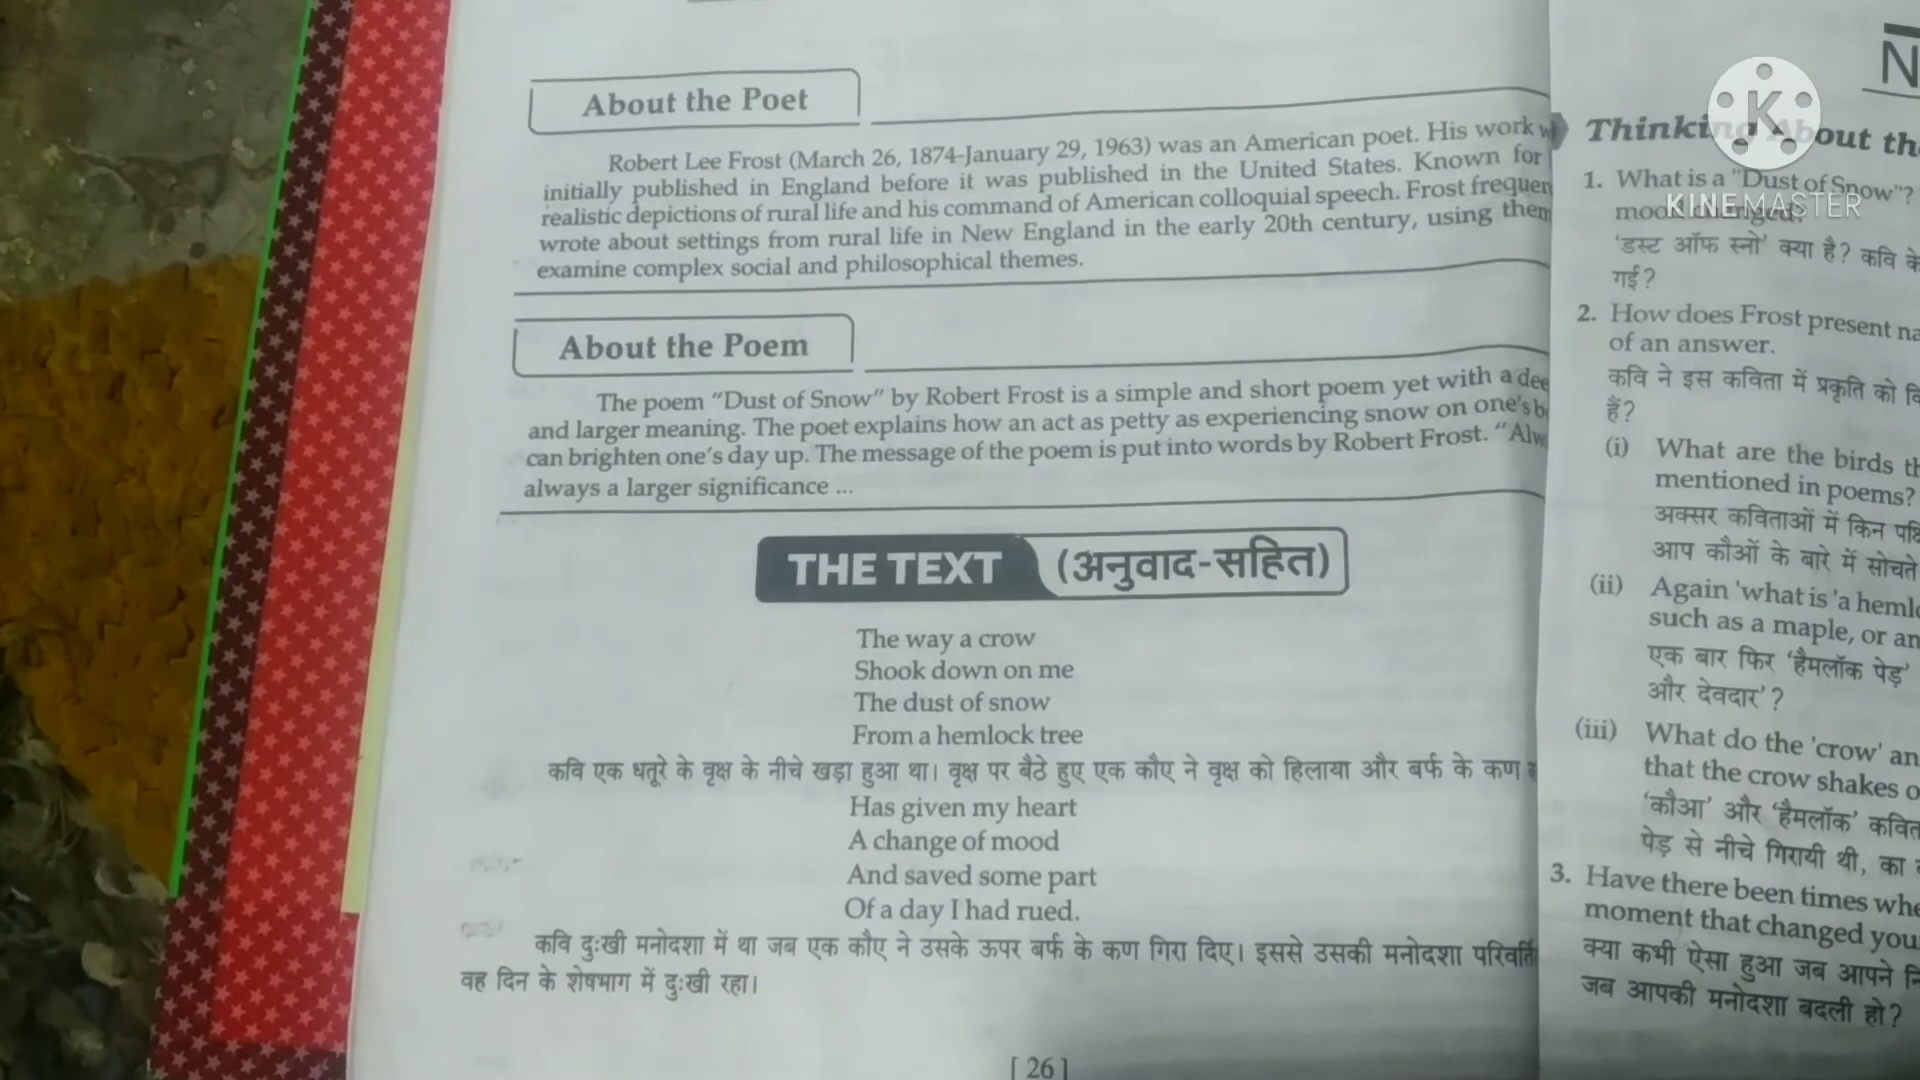 About the Poet
Robert Lee Frost (March 26, 1874-January 29, 1963) was an American poet. His work
initially published in England before it was published in the United States. Known for
realistic depictions of rural life and his command of American colloquial speech. Frost frequen
wrote about settings from rural life in New England in the early 20th century, using them
examine complex social and philosophical themes.
About the Poem
The poem "Dust of Snow" by Robert Frost is a simple and short poem yet with a dee
and larger meaning. The poet explains how an act as petty as experiencing snow on one's b
can brighten one's day up. The message of the poem is put into words by Robert Frost. "Alw
always a larger significance ...
THE TEXT (अनुवाद-सहित)
The way a crow
Shook down on me
The dust of snow
From a hemlock tree
कवि एक धतूरे के वृक्ष के नीचे खड़ा हुआ था। वृक्ष पर बैठे हुए एक कौए ने वृक्ष को हिलाया और बर्फ के कण
Has given my heart
A change of mood
And saved some part
Of a day I had rued.
कवि दुःखी मनोदशा में था जब एक कौए ने उसके ऊपर बर्फ के कण गिरा दिए। इससे उसकी मनोदशा परिवर्ति
वह दिन के शेषभाग में दुःखी रहा।
[ 26 ]
N
Thinking About th
1. What is a "Dust of Snow"?
mood changed,
'डस्ट ऑफ स्नो' क्या है? कवि के
गई?
2. How does Frost present na
of an answer.
कवि ने इस कविता में प्रकृति को
हैं?
(i) What are the birds th
mentioned in poems?
अक्सर कविताओं में किन पक्षि
आप कौओं के बारे में सोचते
(ii) Again 'what is 'a hemlo
such as a maple, or an
एक बार फिर 'हैमलॉक पेड़'
और देवदार'?
(iii) What do the 'crow' an
that the crow shakes o
'कौआ' और 'हैमलॉक' कवित
पेड़ से नीचे गिरायी थी, का
3. Have there been times whe
moment that changed you
क्या कभी ऐसा हुआ जब आपने नि
जब आपकी मनोदशा बदली हो?
K
KINEMASTER